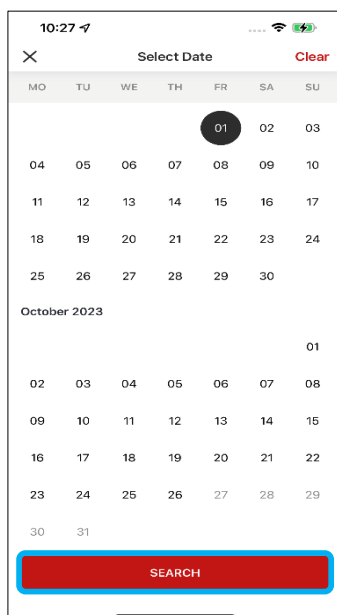 10:27
Select Date Clear
MO TU WE TH FR SA SU
01 02 03
04 05 06 07 08 09 10
11 12 13 14 15 16 17
18 19 20 21 22 23 24
25 26 27 28 29 30
October 2023
01
02 03 04 05 06 07 08
09 10 11 12 13 14 15
16 17 18 19 20 21 22
23 24 25 26 27 28 29
30 31
SEARCH